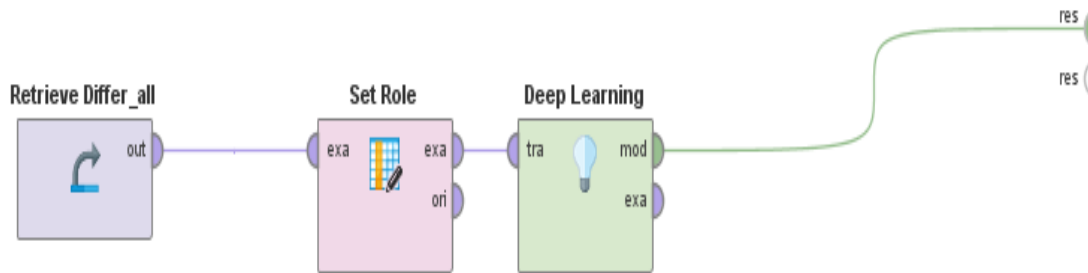 res
res
Retrieve Differ_all
Set Role
Deep Learning
out
exa
exa
ori
tra
mod
exa